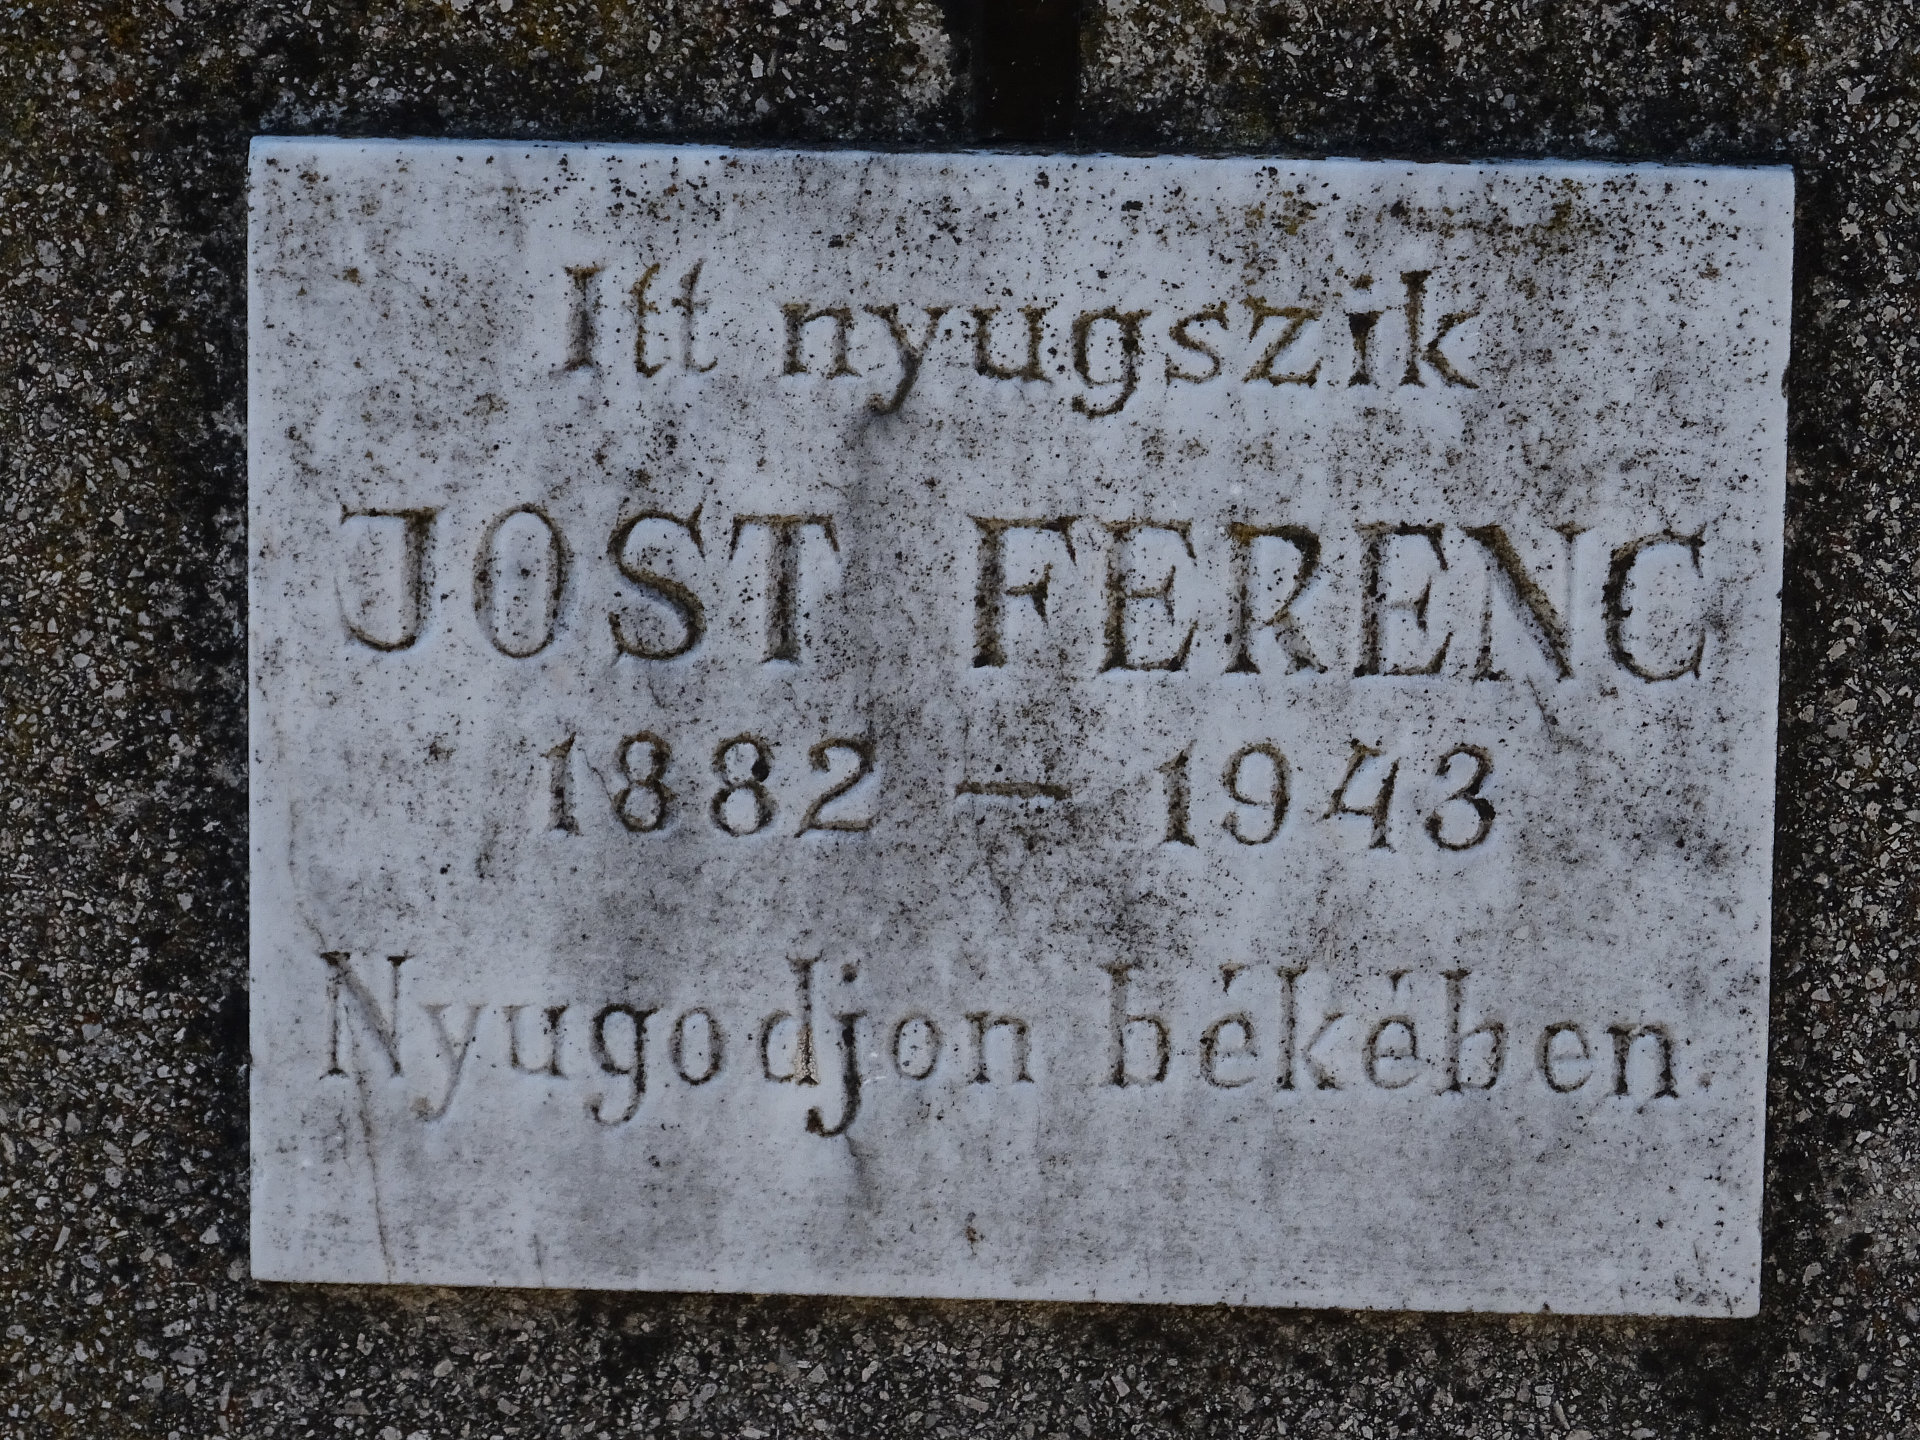 Itt nyugszik
JOST FERENC
1882 — 1943
Nyugodjon békében.